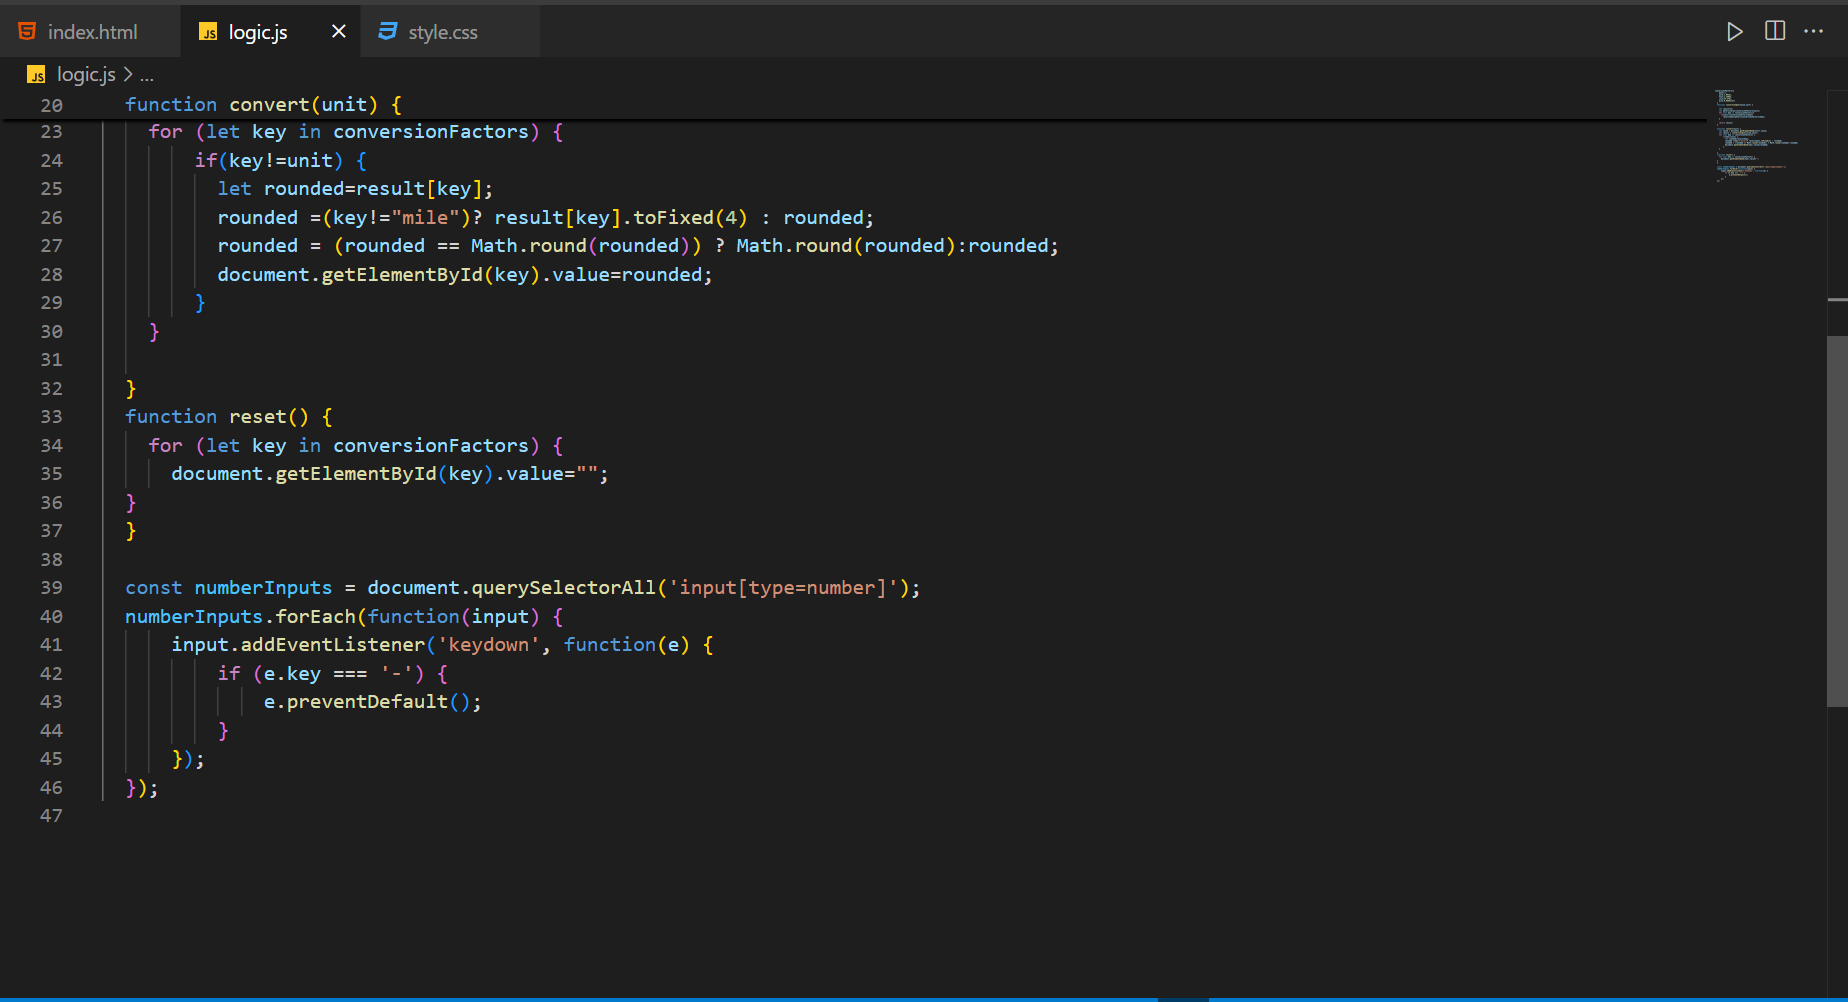 index.html
JS logic.js
style.css
JS logic.js > ...
20 function convert(unit) {
23 for (let key in conversionFactors) {
24 if(key!=unit) {
25 let rounded=result[key];
26 rounded =(key!="mile")? result[key].toFixed(4) : rounded;
27 rounded = (rounded == Math.round(rounded)) ? Math.round(rounded):rounded;
28 document.getElementById(key).value=rounded;
29 }
30 }
31
32 }
33 function reset() {
34 for (let key in conversionFactors) {
35 document.getElementById(key).value="";
36 }
37 }
38
39 const numberInputs = document.querySelectorAll('input[type=number]');
40 numberInputs.forEach(function(input) {
41 input.addEventListener('keydown', function(e) {
42 if (e.key === '-') {
43 e.preventDefault();
44 }
45 });
46 });
47